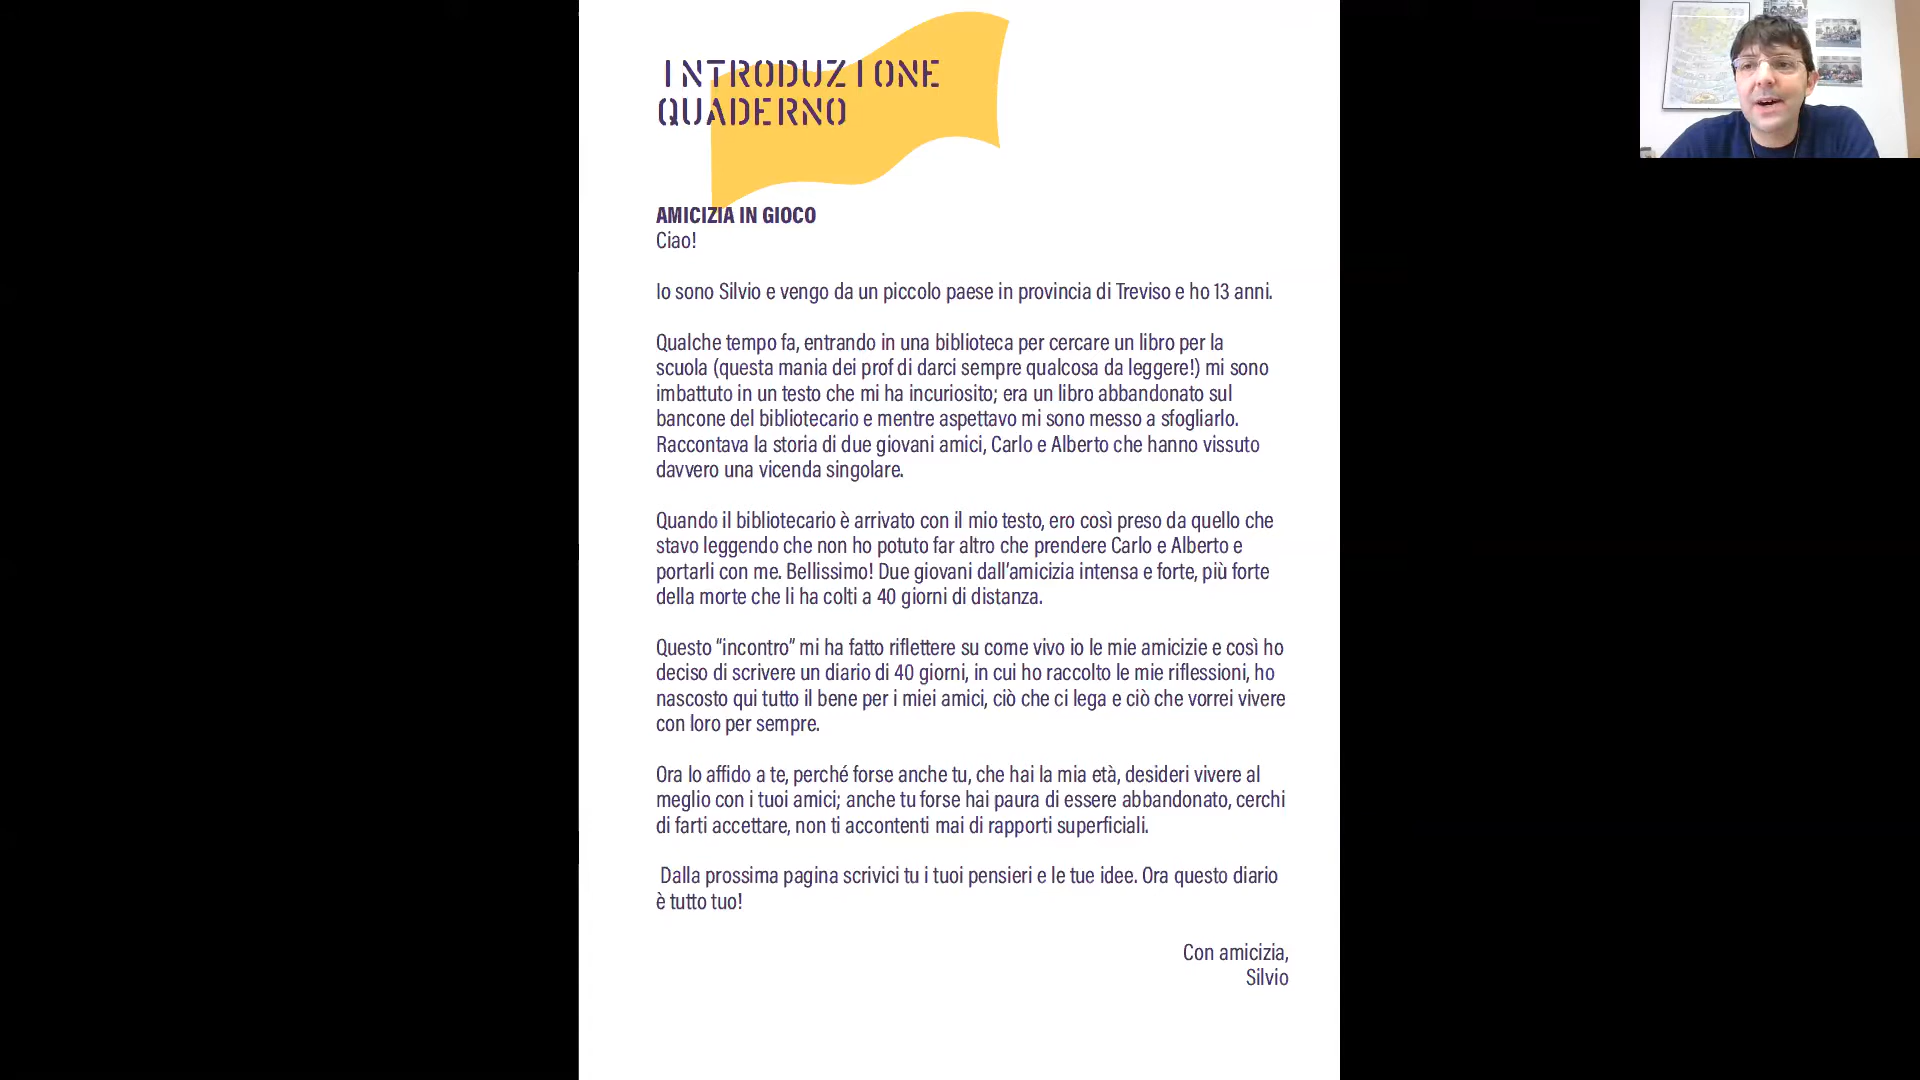 INTRODUZIONE
QUADERNO
AMICIZIA IN GIOCO
Ciao!
Io sono Silvio e vengo da un piccolo paese in provincia di Treviso e ho 13 anni.
Qualche tempo fa, entrando in una biblioteca per cercare un libro per la
scuola (questa mania dei prof di darci sempre qualcosa da leggere!) mi sono
imbattuto in un testo che mi ha incuriosito; era un libro abbandonato sul
bancone del bibliotecario e mentre aspettavo mi sono messo a sfogliarlo.
Raccontava la storia di due giovani amici, Carlo e Alberto che hanno vissuto
davvero una vicenda singolare.
Quando il bibliotecario è arrivato con il mio testo, ero così preso da quello che
stavo leggendo che non ho potuto far altro che prendere Carlo e Alberto e
portarli con me. Bellissimo! Due giovani dall'amicizia intensa e forte, più forte
della morte che li ha colti a 40 giorni di distanza.
Questo “incontro” mi ha fatto riflettere su come vivo io le mie amicizie e così ho
deciso di scrivere un diario di 40 giorni, in cui ho raccolto le mie riflessioni, ho
nascosto qui tutto il bene per i miei amici, ciò che ci lega e ciò che vorrei vivere
con loro per sempre.
Ora lo affido a te, perché forse anche tu, che hai la mia età, desideri vivere al
meglio con i tuoi amici; anche tu forse hai paura di essere abbandonato, cerchi
di farti accettare, non ti accontenti mai di rapporti superficiali.
Dalla prossima pagina scrivici tu i tuoi pensieri e le tue idee. Ora questo diario
è tutto tuo!
Con amicizia,
Silvio